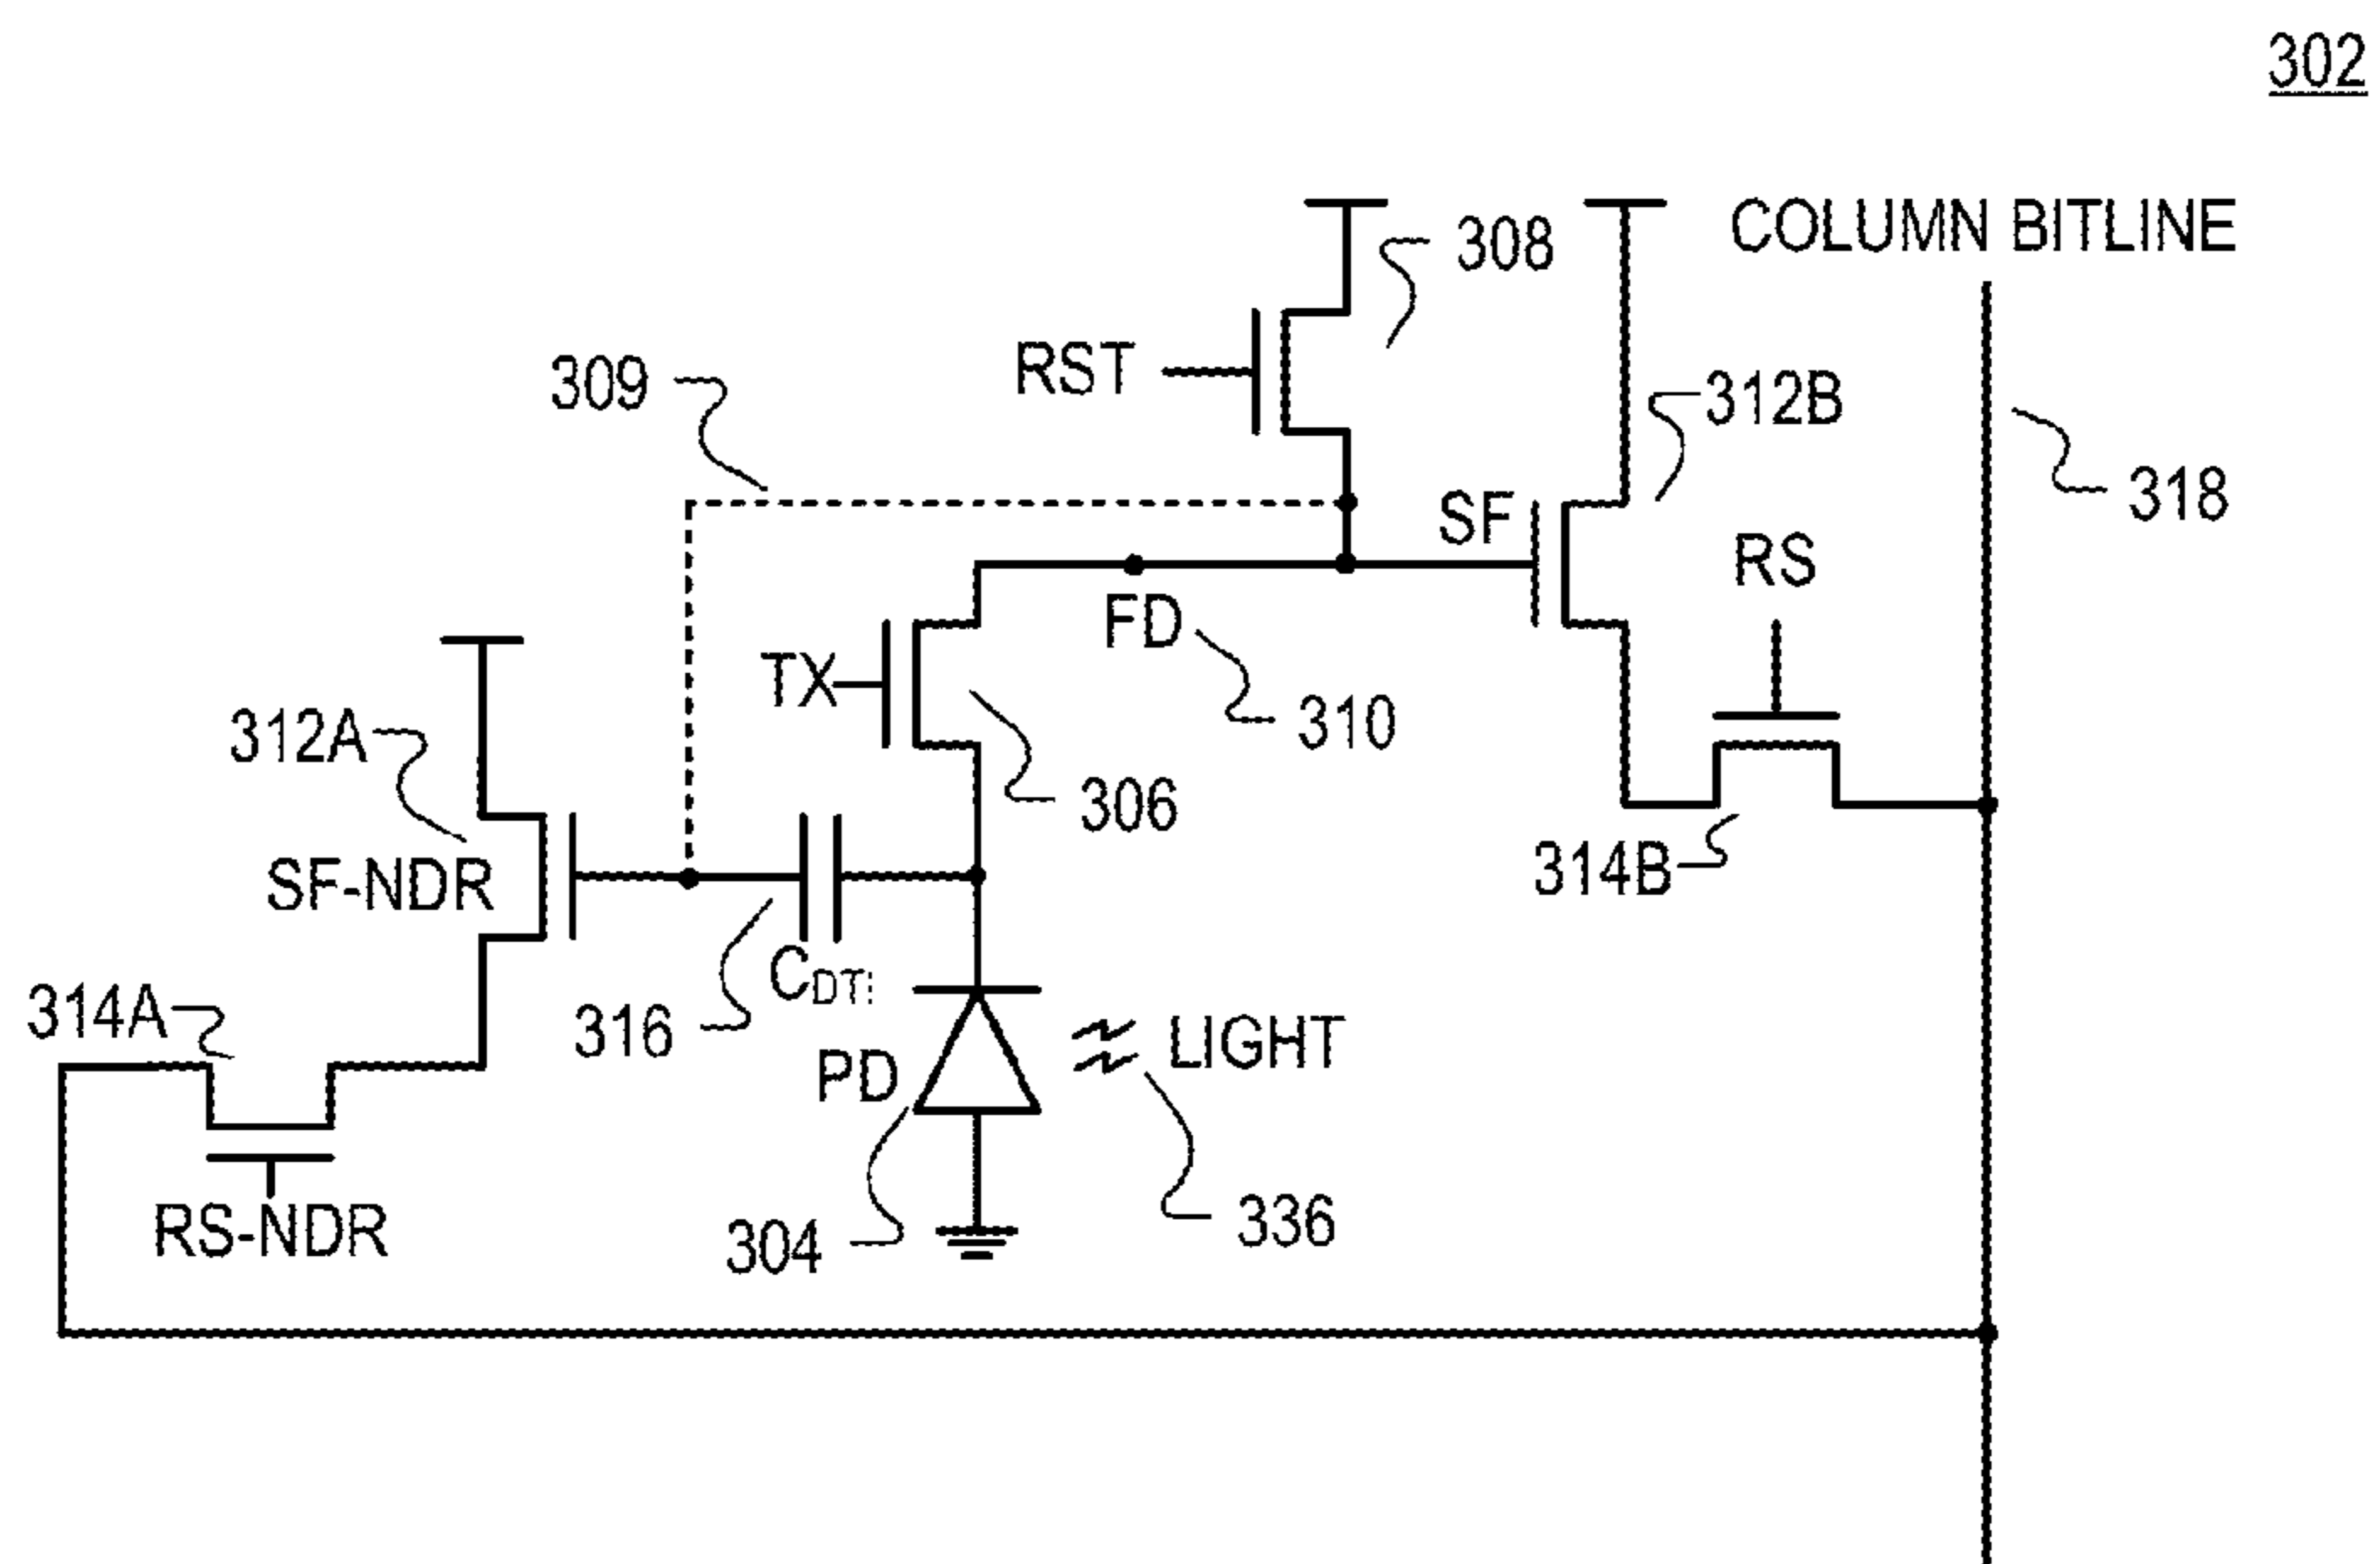 302
COLUMN BITLINE
308
RST
309
312B
SF
318
RS
FD
TX
310
312A
306
SF-NDR
314B
CDTI
314A
316
PD
LIGHT
RS-NDR
304
336